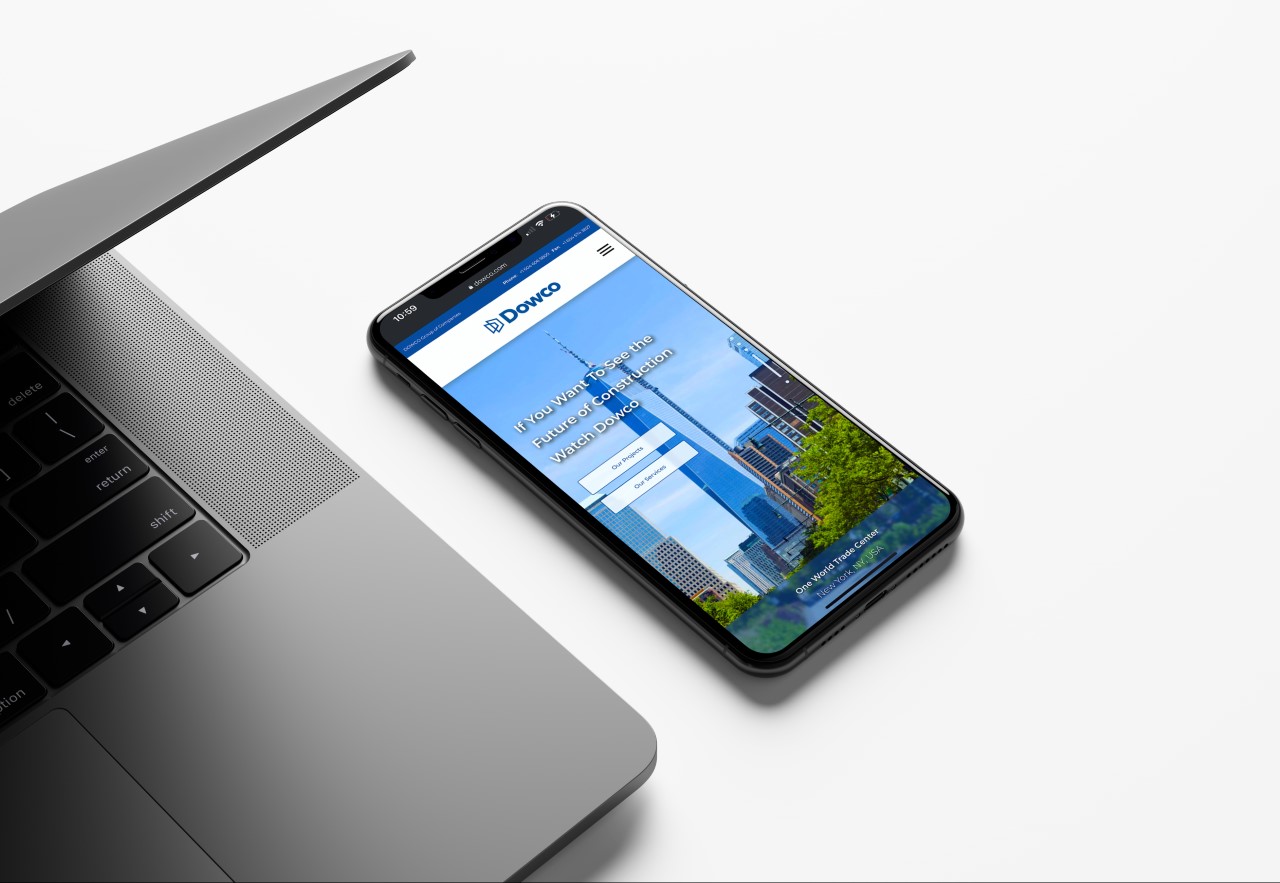 10:59
dowco.com
DOWCO Group of Companies
Phone
Fax
Dowco
If You Want To See the
Future of Construction
Watch Dowco
Our Projects
Our Services
One World Trade Center
New York, NY, USA
delete
\
]
enter
return
shift
/
option